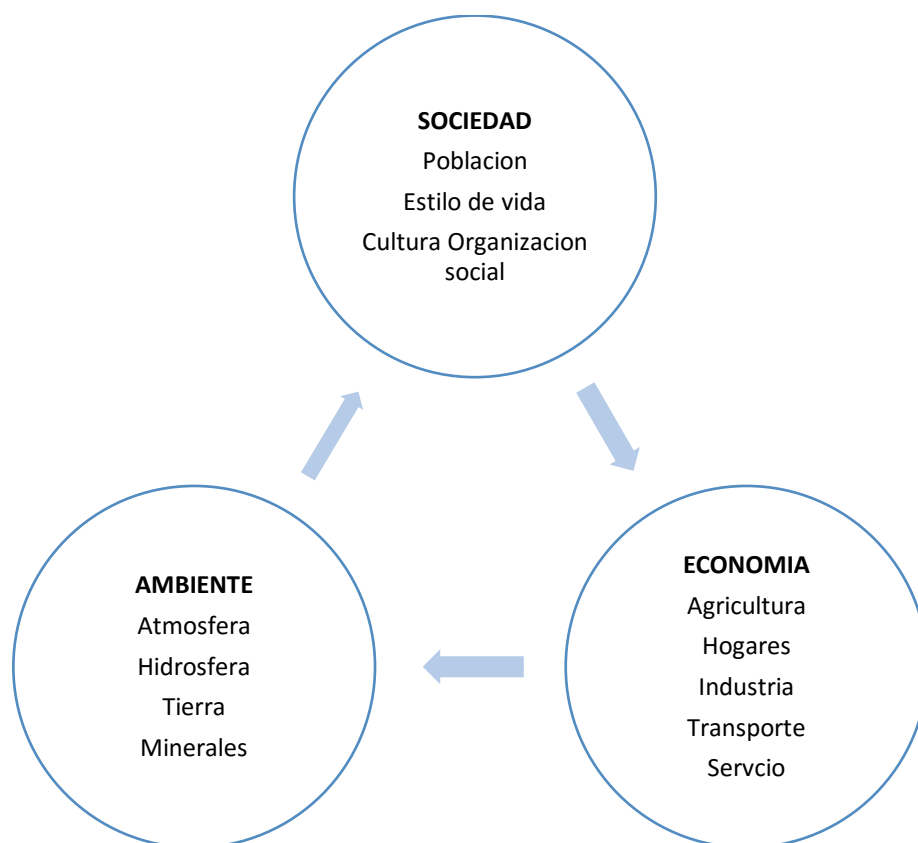 SOCIEDAD
Poblacion
Estilo de vida
Cultura Organizacion
social
AMBIENTE
Atmosfera
Hidrosfera
Tierra
Minerales
ECONOMIA
Agricultura
Hogares
Industria
Transporte
Servcio